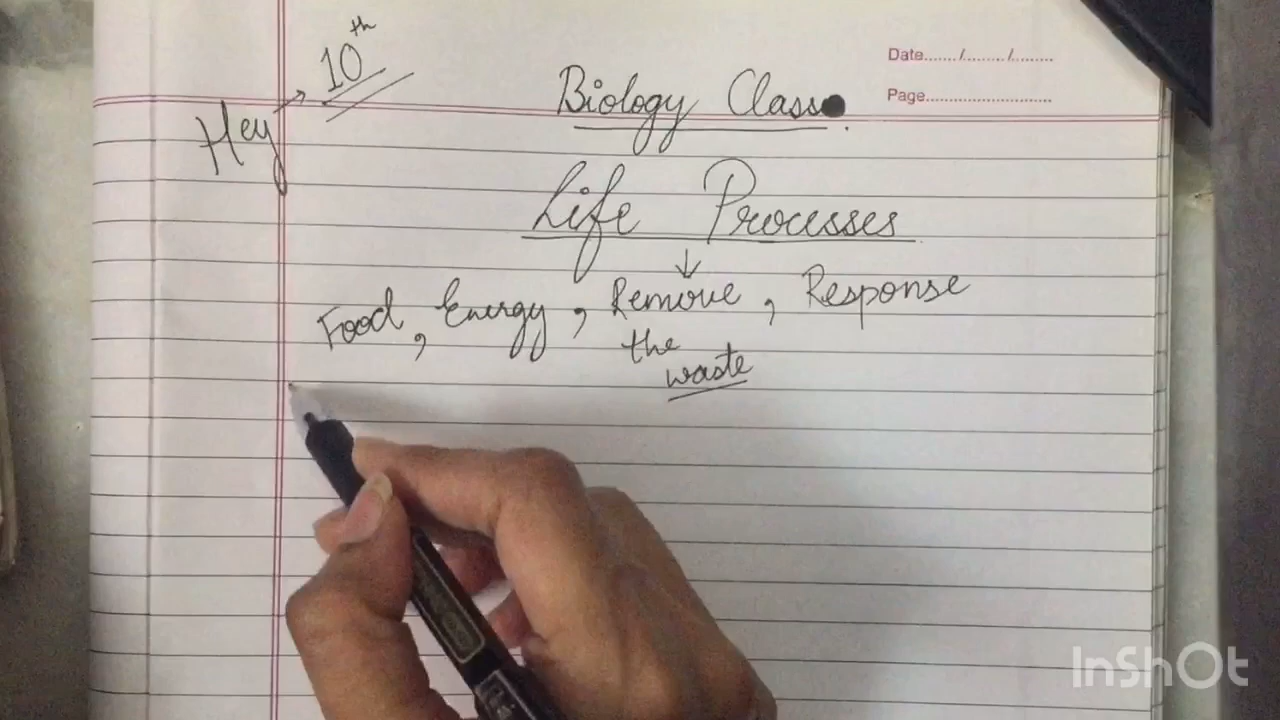 Hey → 10th
Date......./........./.........
Biology Class
Page............................
Life Processes
↓
Food, Energy, Remove, Response
the
waste
InShOt